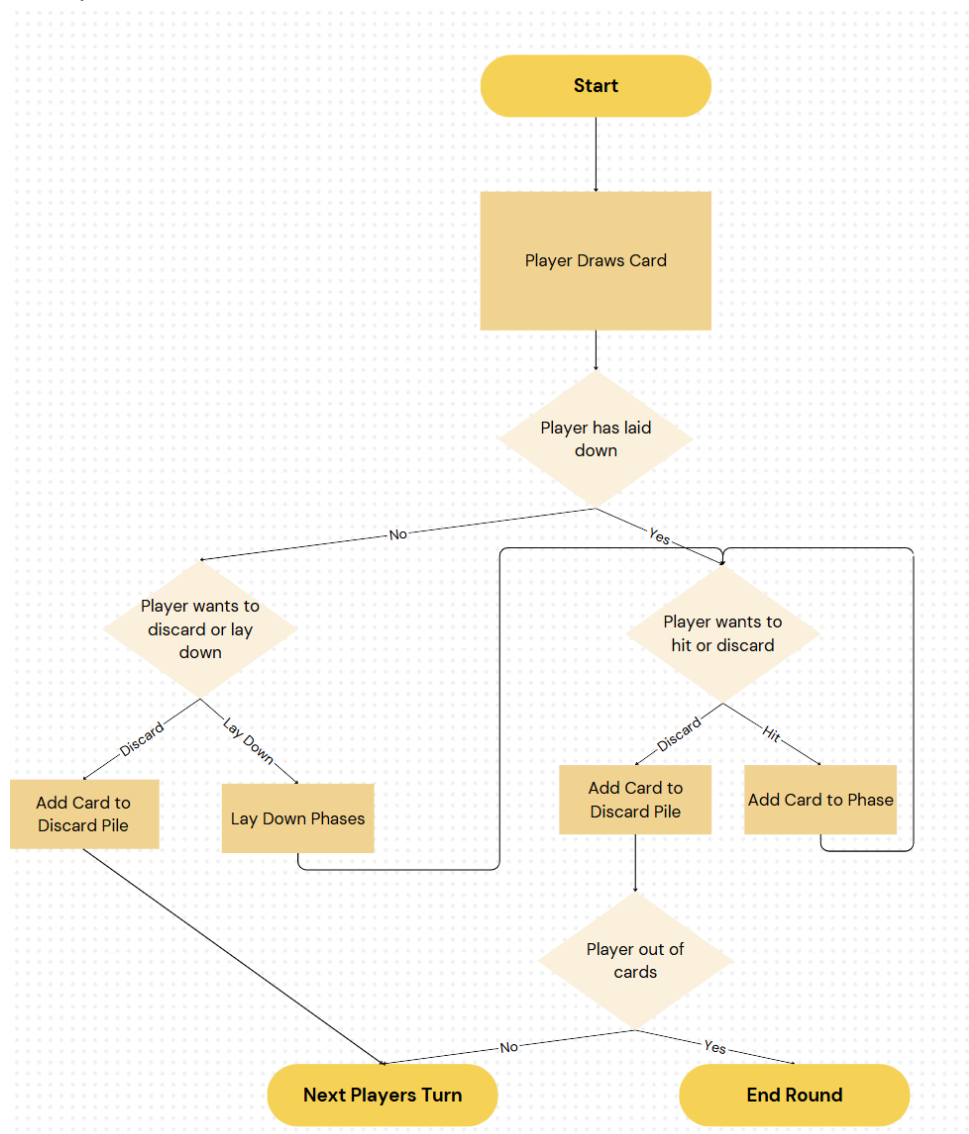 Start
Player Draws Card
Player has laid
down
No
Yes
Player wants to
discard or lay
down
Player wants to
hit or discard
Discard
Lay Down
Discard
Hit
Add Card to
Discard Pile
Lay Down Phases
Add Card to
Discard Pile
Add Card to Phase
Player out of
cards
No
Yes
Next Players Turn
End Round